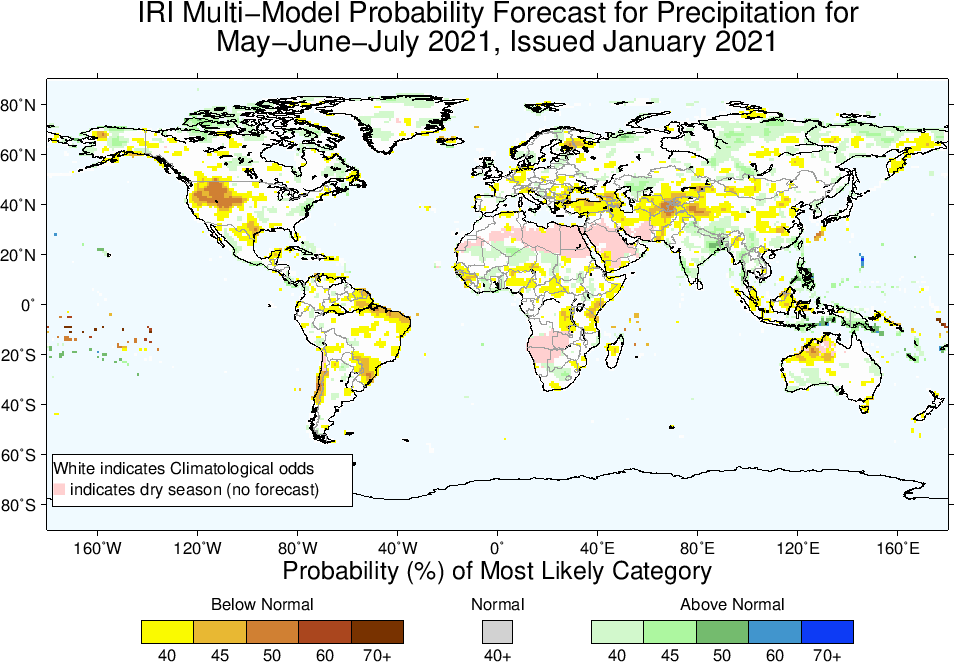 IRI Multi−Model Probability Forecast for Precipitation for
May−June−July 2021, Issued January 2021
80˚N
60˚N
40˚N
20˚N
0˚
20˚S
40˚S
60˚S
80˚S
White indicates Climatological odds
indicates dry season (no forecast)
160˚W 120˚W 80˚W 40˚W 0˚ 40˚E 80˚E 120˚E 160˚E
Probability (%) of Most Likely Category
Below Normal Normal Above Normal
40 45 50 60 70+ 40+ 40 45 50 60 70+